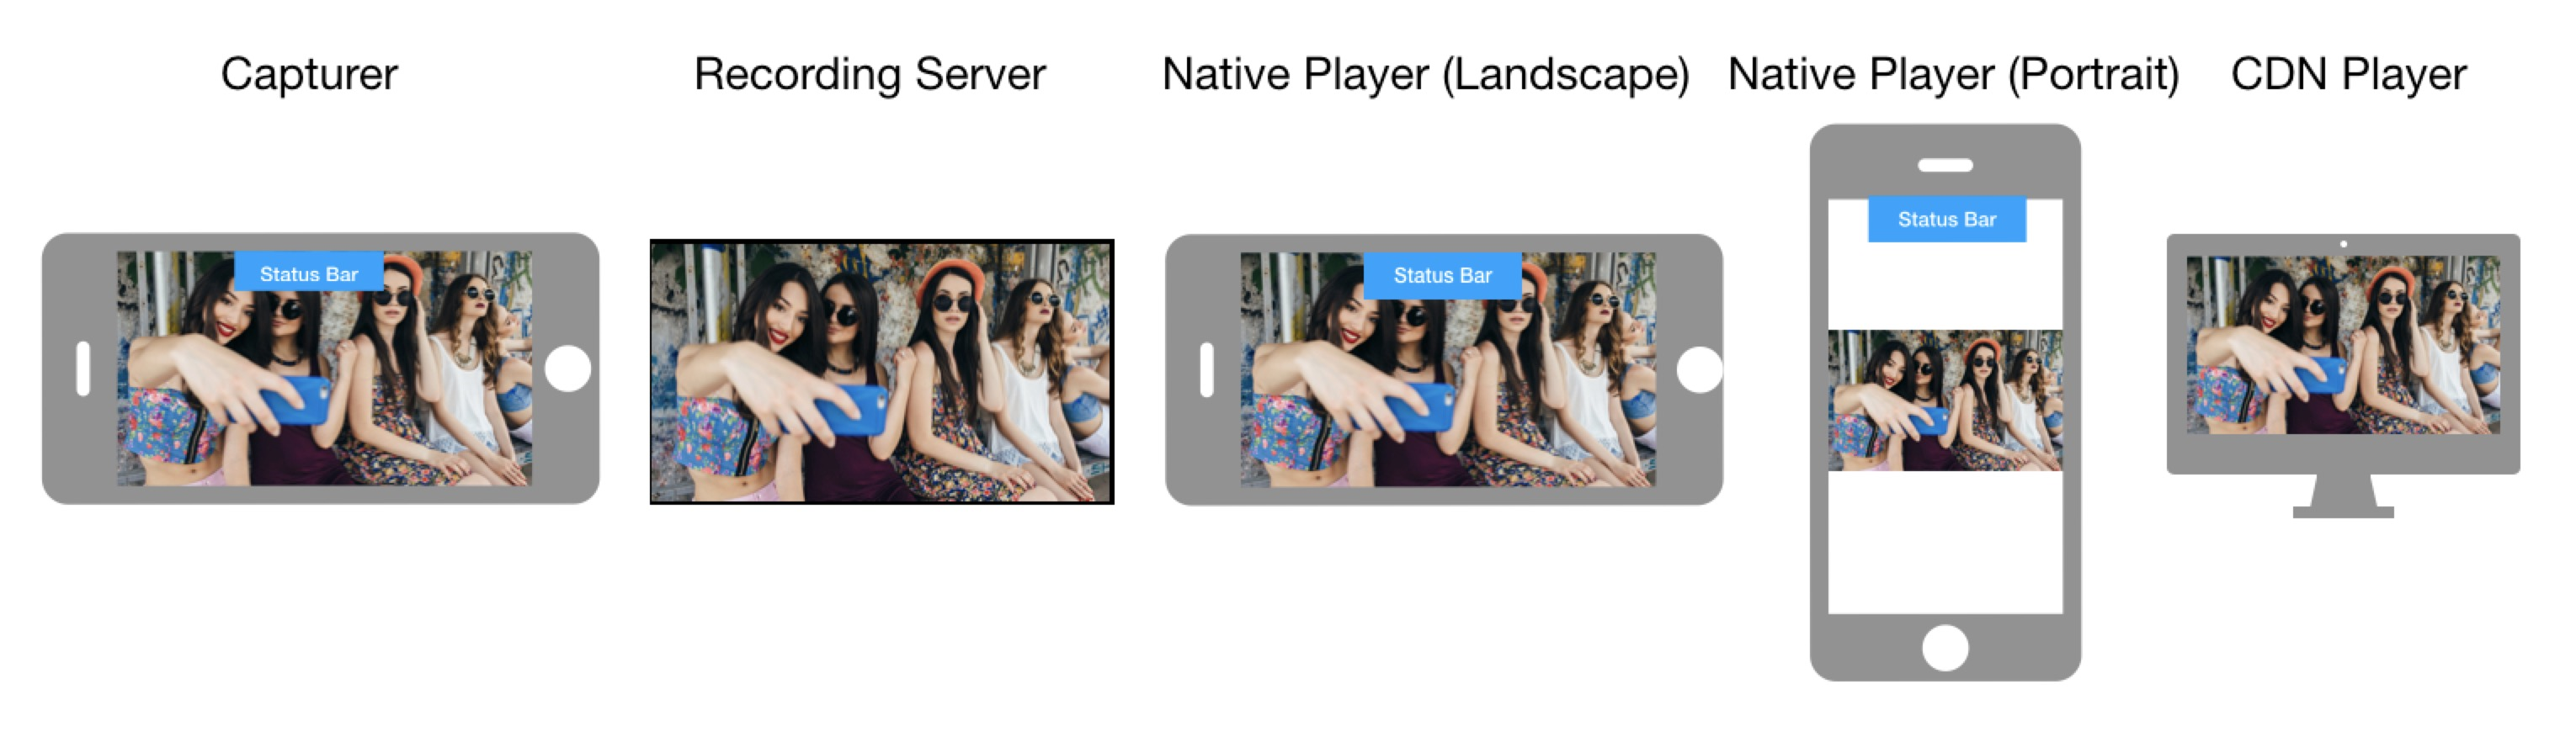 Capturer
Recording Server
Native Player (Landscape)
Native Player (Portrait)
CDN Player
Status Bar
Status Bar
Status Bar